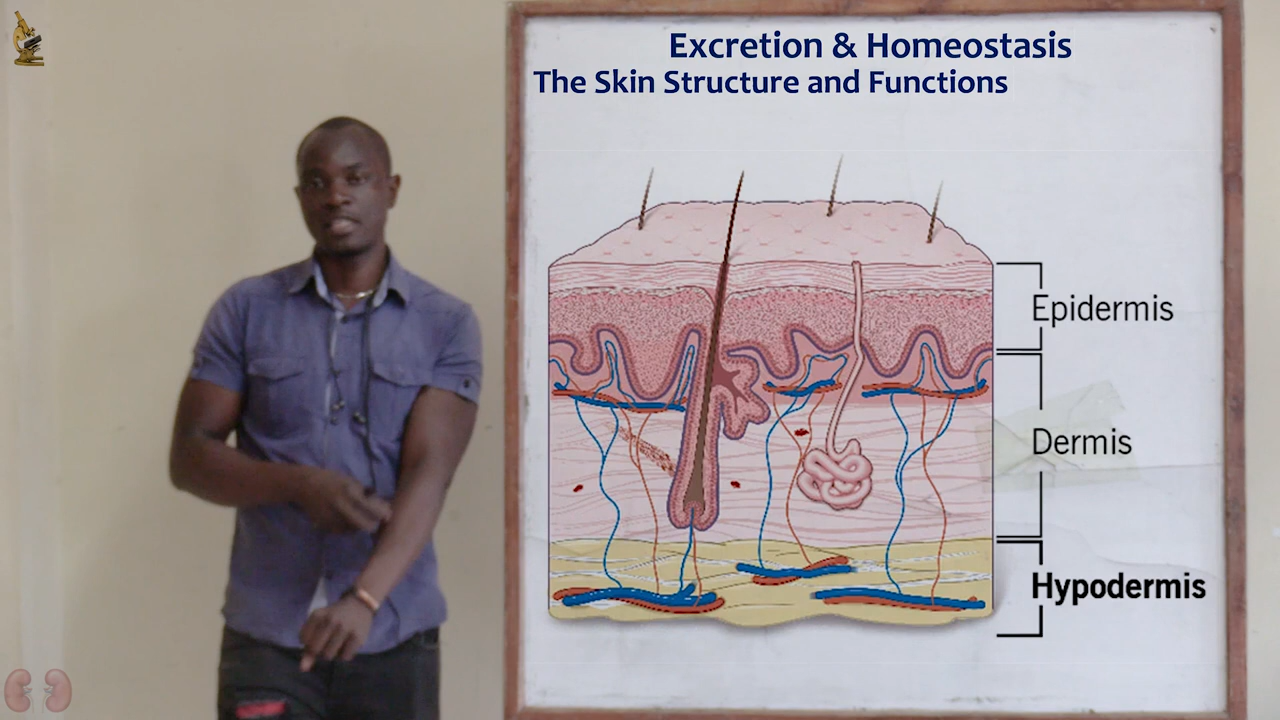 Excretion & Homeostasis
The Skin Structure and Functions
Epidermis
Dermis
Hypodermis